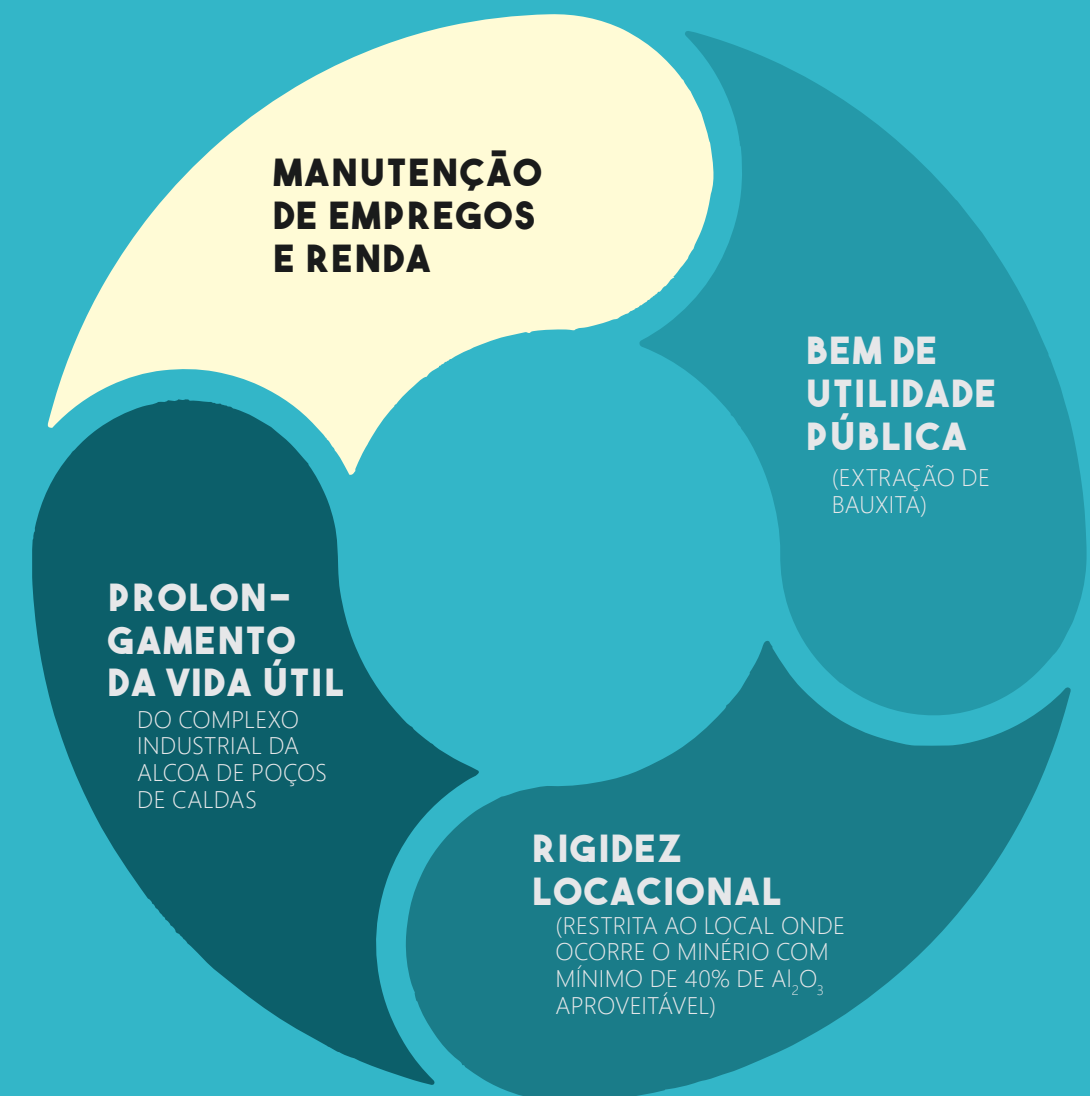 MANUTENÇÃO
DE EMPREGOS
E RENDA
BEM DE
UTILIDADE
PÚBLICA
(EXTRAÇÃO DE
BAUXITA)
RIGIDEZ
LOCACIONAL
(RESTRITA AO LOCAL ONDE
OCORRE O MINÉRIO COM
MÍNIMO DE 40% DE Al₂O₃
APROVEITÁVEL)
PROLON-
GAMENTO
DA VIDA ÚTIL
DO COMPLEXO
INDUSTRIAL DA
ALCOA DE POÇOS
DE CALDAS